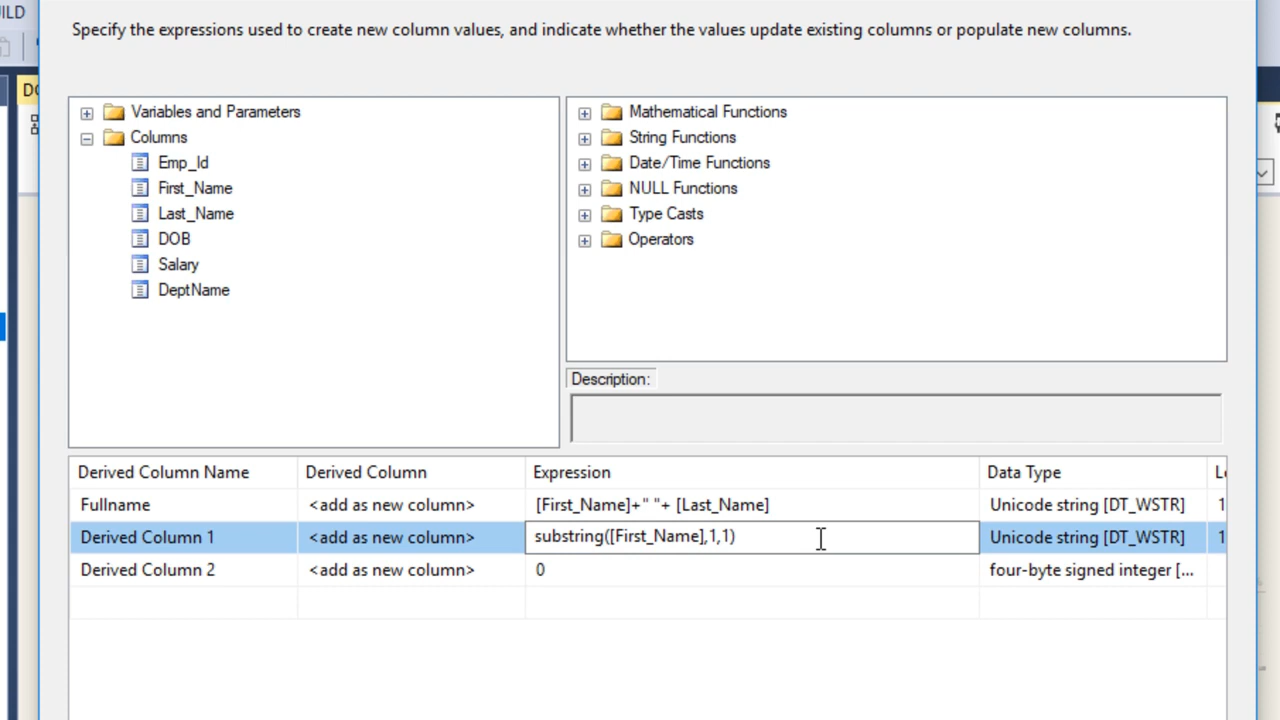 UILD
Specify the expressions used to create new column values, and indicate whether the values update existing columns or populate new columns.
Variables and Parameters
Columns
Emp_Id
First_Name
Last_Name
DOB
Salary
DeptName
Mathematical Functions
String Functions
Date/Time Functions
NULL Functions
Type Casts
Operators
Description:
Derived Column Name Derived Column Expression Data Type
Fullname <add as new column> [First_Name]+" "+ [Last_Name] Unicode string [DT_WSTR] 1
Derived Column 1 <add as new column> substring([First_Name],1,1) Unicode string [DT_WSTR] 1
Derived Column 2 <add as new column> 0 four-byte signed integer [...